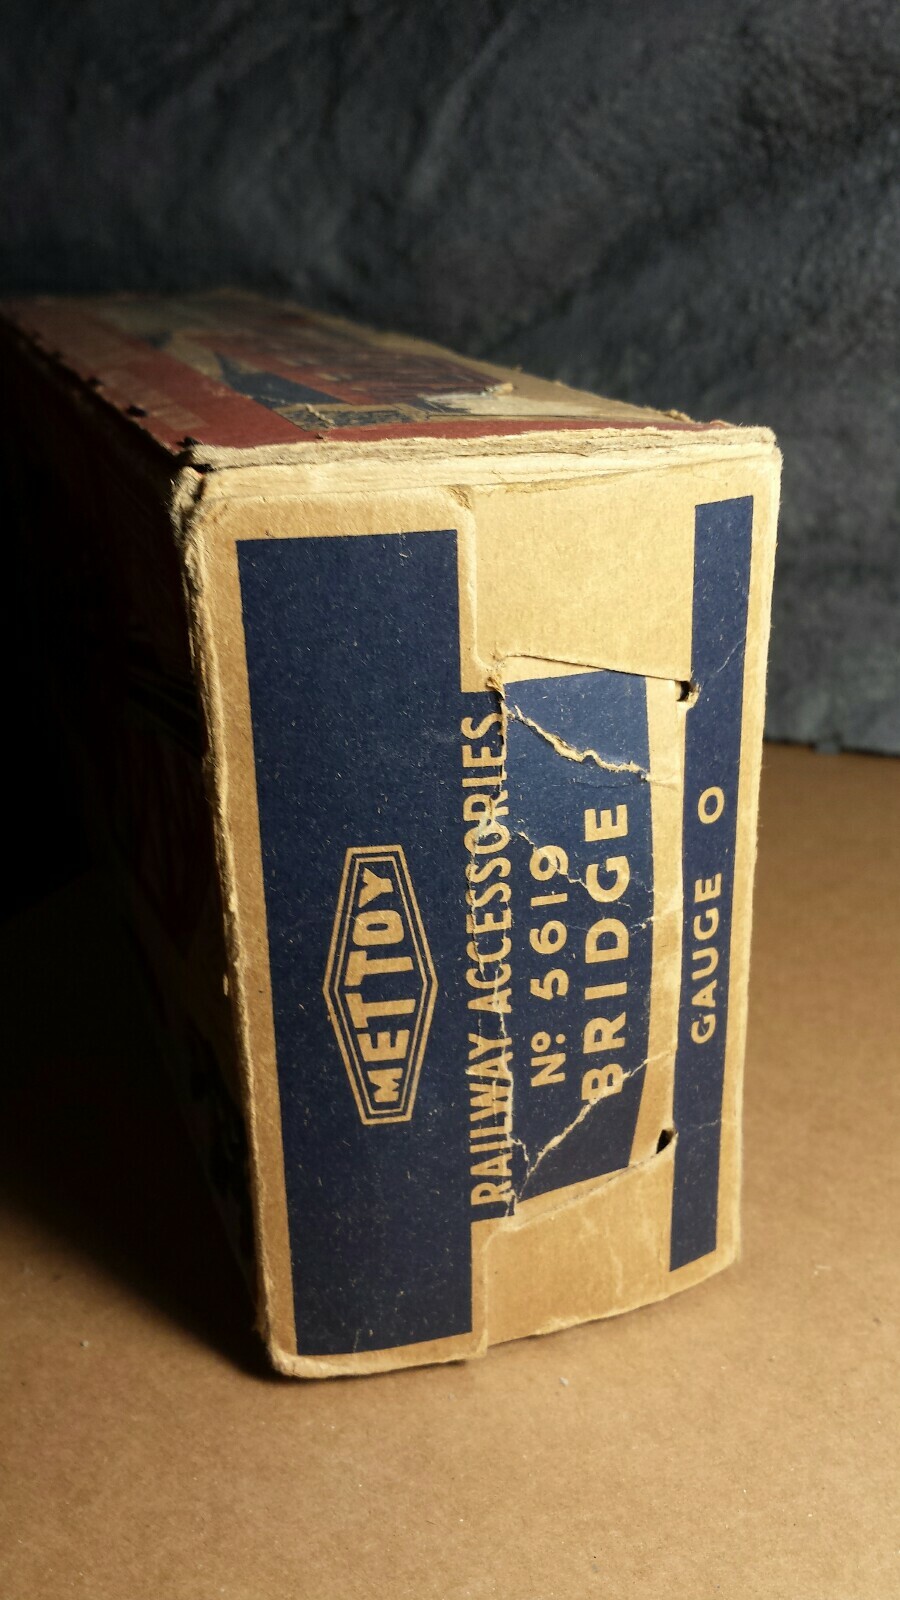 METTOY
RAILWAY ACCESSORIES
Nº 5619
BRIDGE
GAUGE O